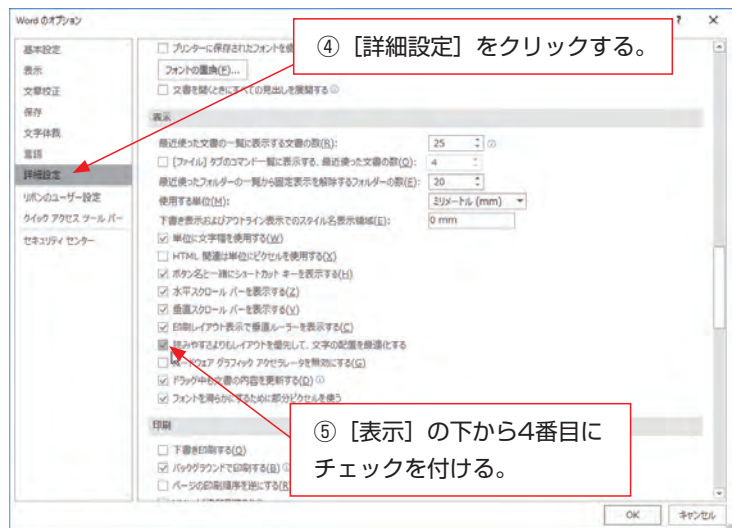 Word のオプション
? ×
基本設定
表示
文章校正
保存
文字体裁
言語
詳細設定
リボンのユーザー設定
クイック アクセス ツール バー
セキュリティ センター
④［詳細設定］をクリックする。
プリンターに保存されたフォントを使
フォントの置換(F)...
文書を開くときにすべての見出しを展開する
表示
最近使った文書の一覧に表示する文書の数(R): 25
[ファイル] タブのコマンド一覧に表示する、最近使った文書の数(Q): 4
最近使ったフォルダーの一覧から固定表示を解除するフォルダーの数(F): 20
使用する単位(M): ミリメートル (mm)
下書き表示およびアウトライン表示でのスタイル名表示領域(E): 0 mm
単位に文字幅を使用する(W)
HTML 関連は単位にピクセルを使用する(X)
ボタン名と一緒にショートカット キーを表示する(H)
水平スクロール バーを表示する(Z)
垂直スクロール バーを表示する(V)
印刷レイアウト表示で垂直ルーラーを表示する(C)
読みやすさよりもレイアウトを優先して、文字の配置を最適化する
ハードウェア グラフィック アクセラレータを無効にする(G)
ドラッグ中も文書の内容を更新する(D)
フォントを滑らかにするために部分ピクセルを使う
⑤［表示］の下から4番目に
チェックを付ける。
印刷
下書き印刷する(Q)
バックグラウンドで印刷する(B)
ページの印刷順序を逆にする(R)
OK キャンセル